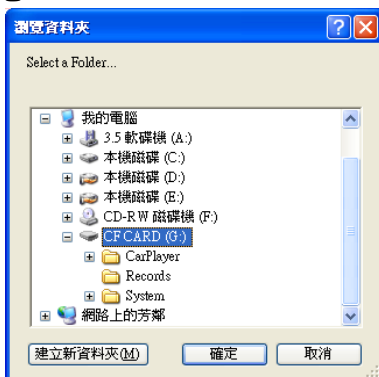 瀏覽資料夾
Select a Folder...
我的電腦
3.5 軟碟機 (A:)
本機磁碟 (C:)
本機磁碟 (D:)
本機磁碟 (E:)
CD-RW 磁碟機 (F:)
CF CARD (G:)
CarPlayer
Records
System
網路上的芳鄰
建立新資料夾(M) 確定 取消